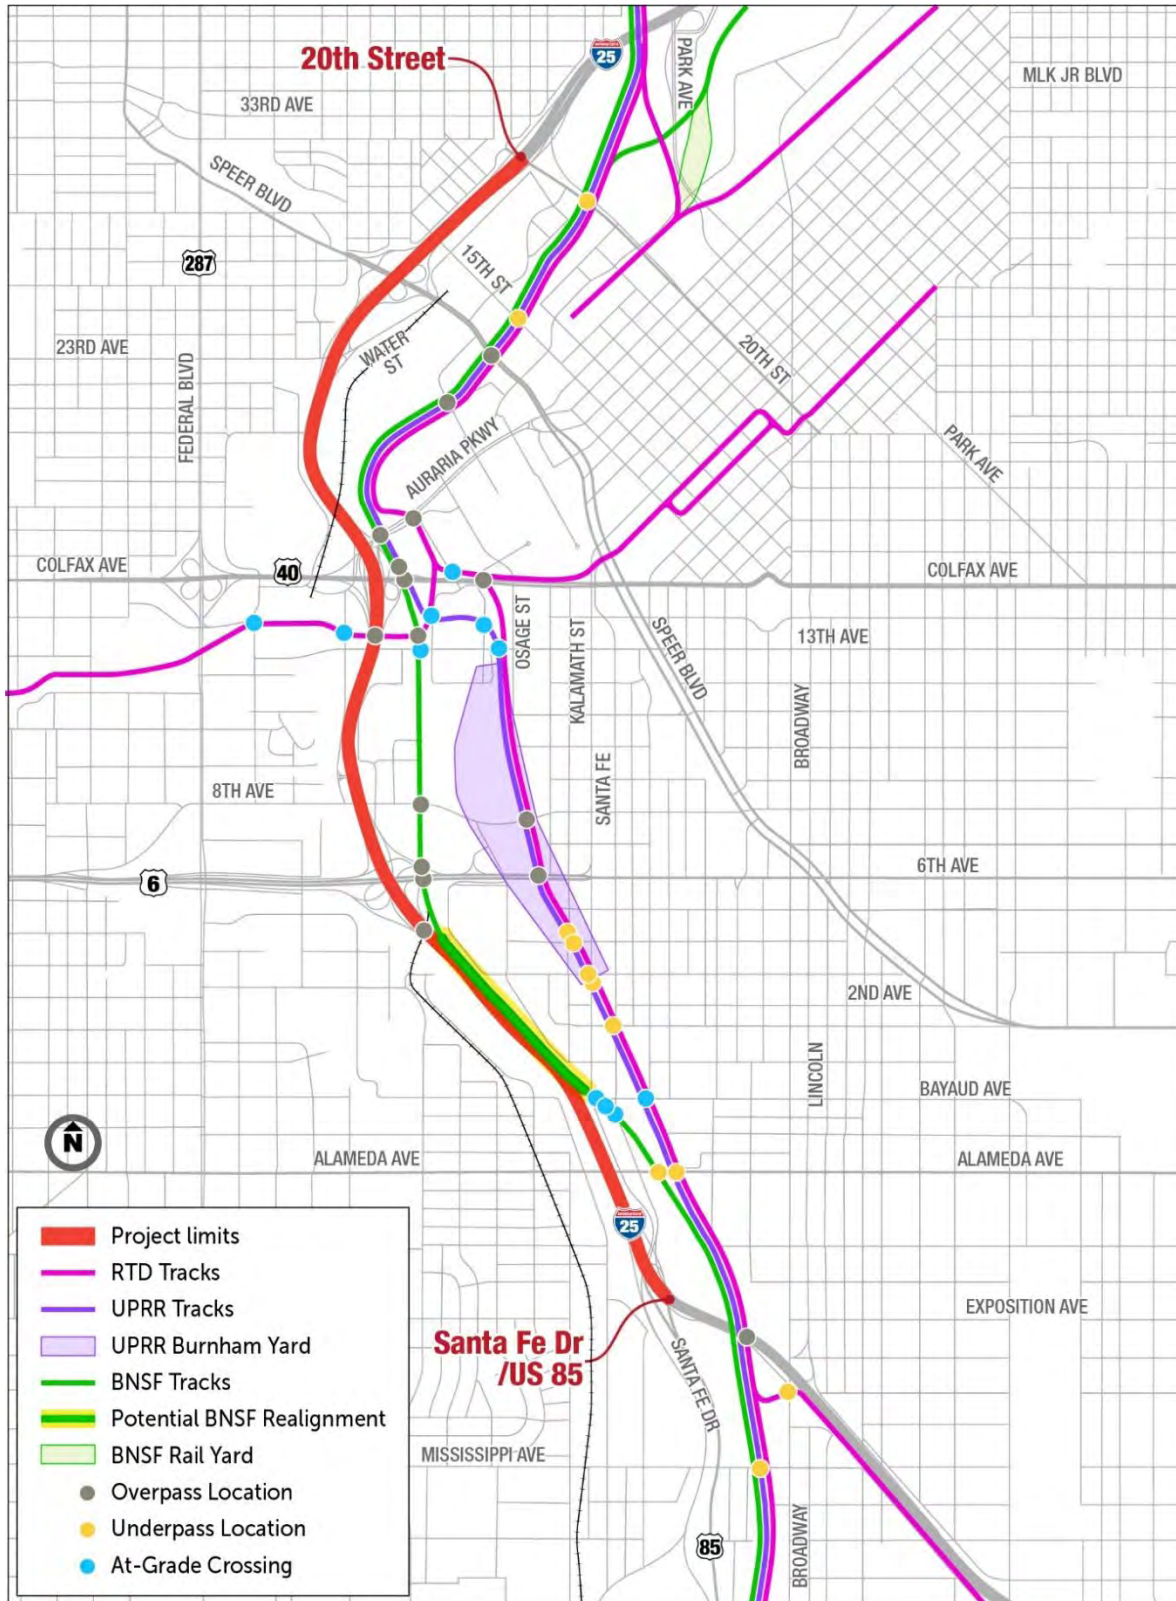 20th Street
25
PARK AVE
MLK JR BLVD
33RD AVE
SPEER BLVD
287
15TH ST
23RD AVE
WATER
ST
20TH ST
FEDERAL BLVD
AURARIA PKWY
PARK AVE
COLFAX AVE
40
COLFAX AVE
OSAGE ST
KALAMATH ST
SPEER BLVD
13TH AVE
BROADWAY
8TH AVE
SANTA FE
6TH AVE
6
2ND AVE
LINCOLN
BAYAUD AVE
N
ALAMEDA AVE
ALAMEDA AVE
25
EXPOSITION AVE
Santa Fe Dr
/US 85
SANTA FE DR
MISSISSIPPI AVE
85
BROADWAY
Project limits
RTD Tracks
UPRR Tracks
UPRR Burnham Yard
BNSF Tracks
Potential BNSF Realignment
BNSF Rail Yard
Overpass Location
Underpass Location
At-Grade Crossing